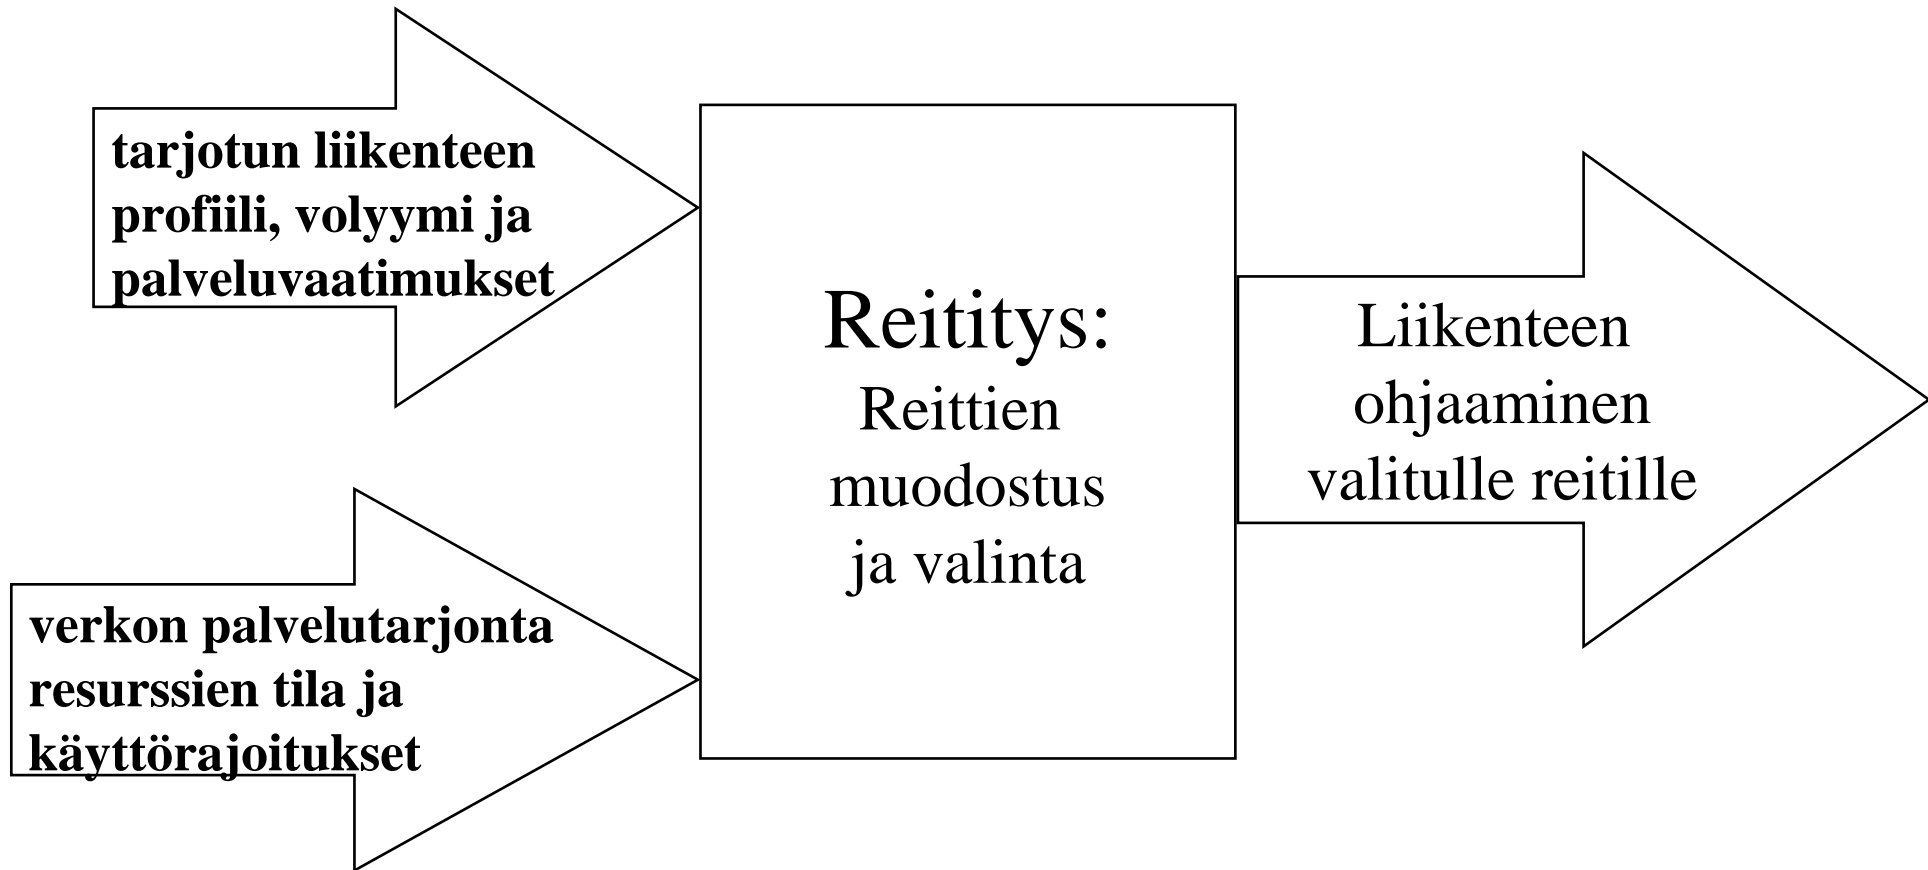 tarjotun liikenteen
profiili, volyymi ja
palveluvaatimukset
verkon palvelutarjonta
resurssien tila ja
käyttörajoitukset
Reititys:
Reittien
muodostus
ja valinta
Liikenteen
ohjaaminen
valitulle reitille